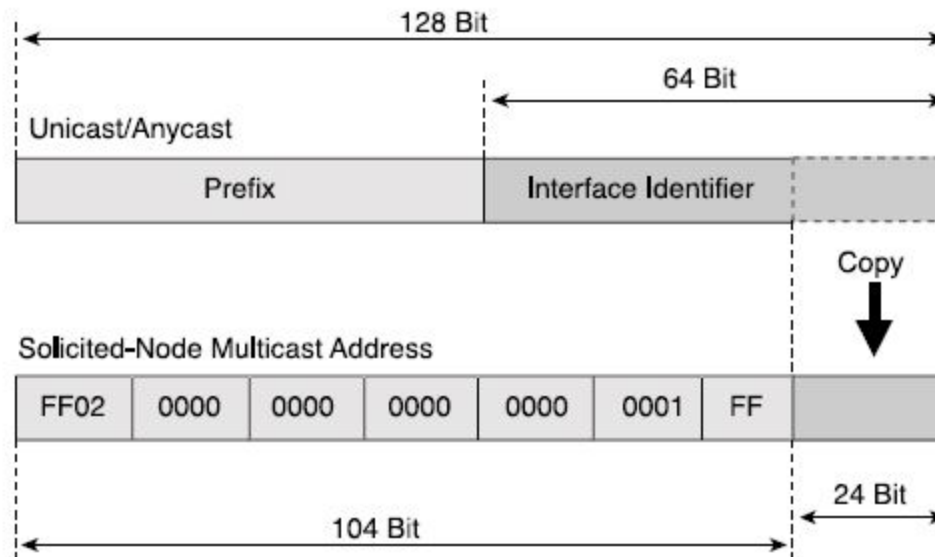 128 Bit
64 Bit
Unicast/Anycast
Prefix Interface Identifier
Copy
Solicited-Node Multicast Address
FF02 0000 0000 0000 0000 0001 FF
24 Bit
104 Bit